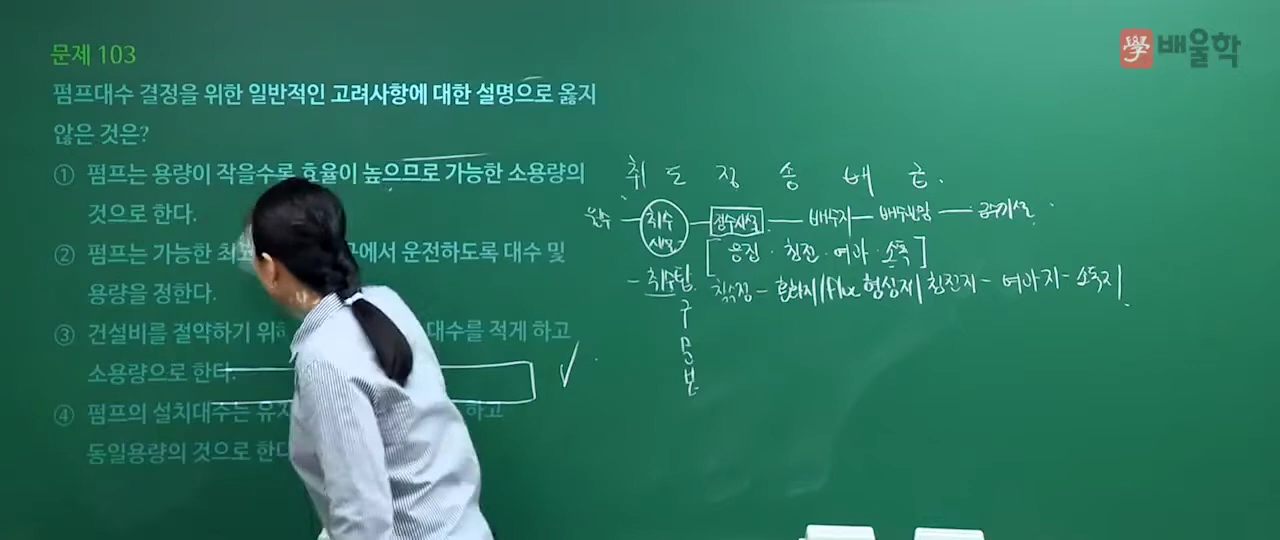 문제 103
펌프대수 결정을 위한 일반적인 고려사항에 대한 설명으로 옳지
않은 것은?
① 펌프는 용량이 작을수록 효율이 높으므로 가능한 소용량의
것으로 한다.
② 펌프는 가능한 최 에서 운전하도록 대수 및
용량을 정한다.
③ 건설비를 절약하기 위해 대수를 적게 하고
소용량으로 한다.
④ 펌프의 설치대수는 유지 하고
동일용량의 것으로 한다
學 배울학
취 도 정 송 배 급.
원수 — 취수 시설 — 정수시설 — 배수지 — 배수관망 — 급수시설
[응집 · 침전 · 여과 · 소독]
- 취수탑
구
문
보
착수정 - 혼화지/Floc 형성지/침전지 - 여과지 - 소독지